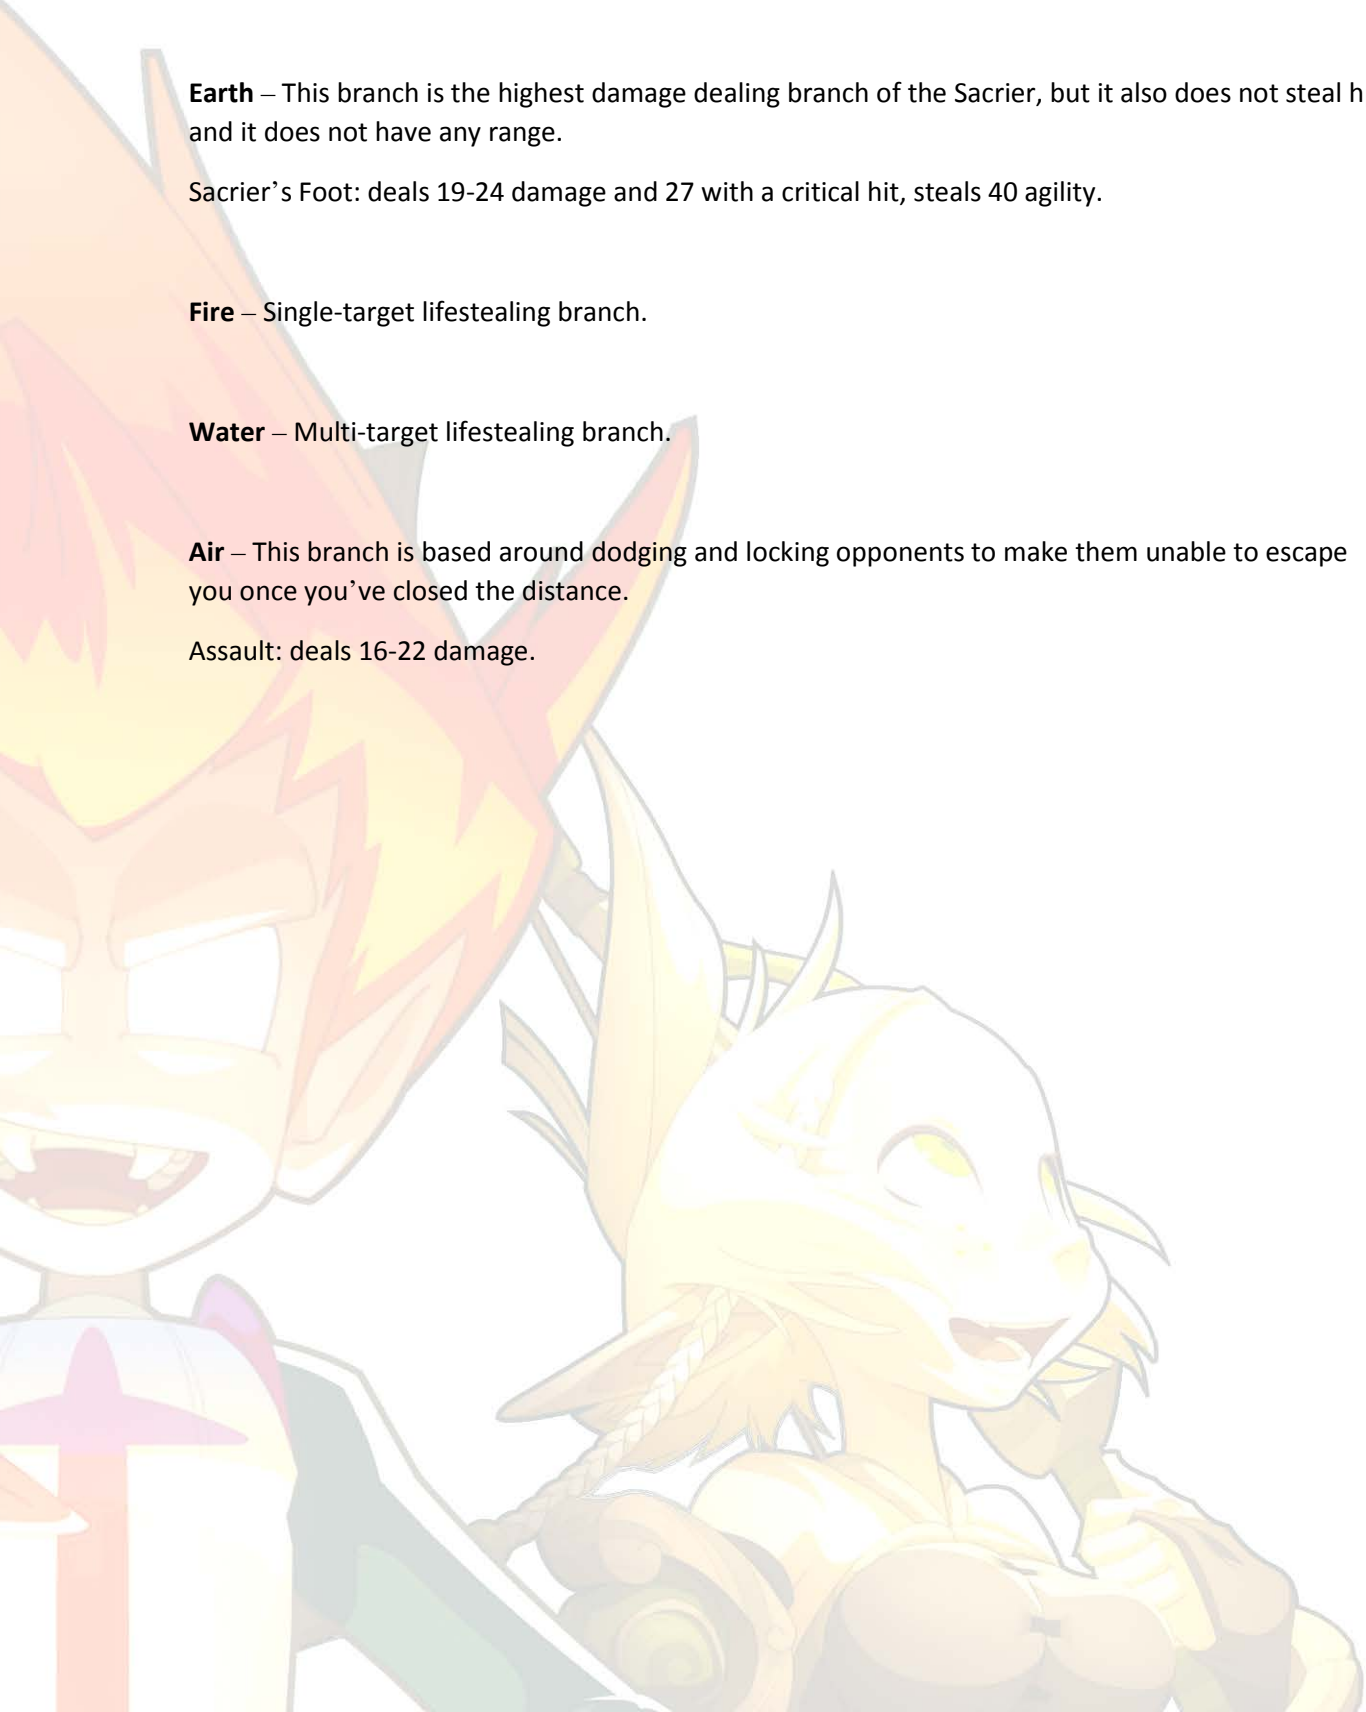 Earth – This branch is the highest damage dealing branch of the Sacrier, but it also does not steal h
and it does not have any range.
Sacrier’s Foot: deals 19-24 damage and 27 with a critical hit, steals 40 agility.
Fire – Single-target lifestealing branch.
Water – Multi-target lifestealing branch.
Air – This branch is based around dodging and locking opponents to make them unable to escape
you once you’ve closed the distance.
Assault: deals 16-22 damage.